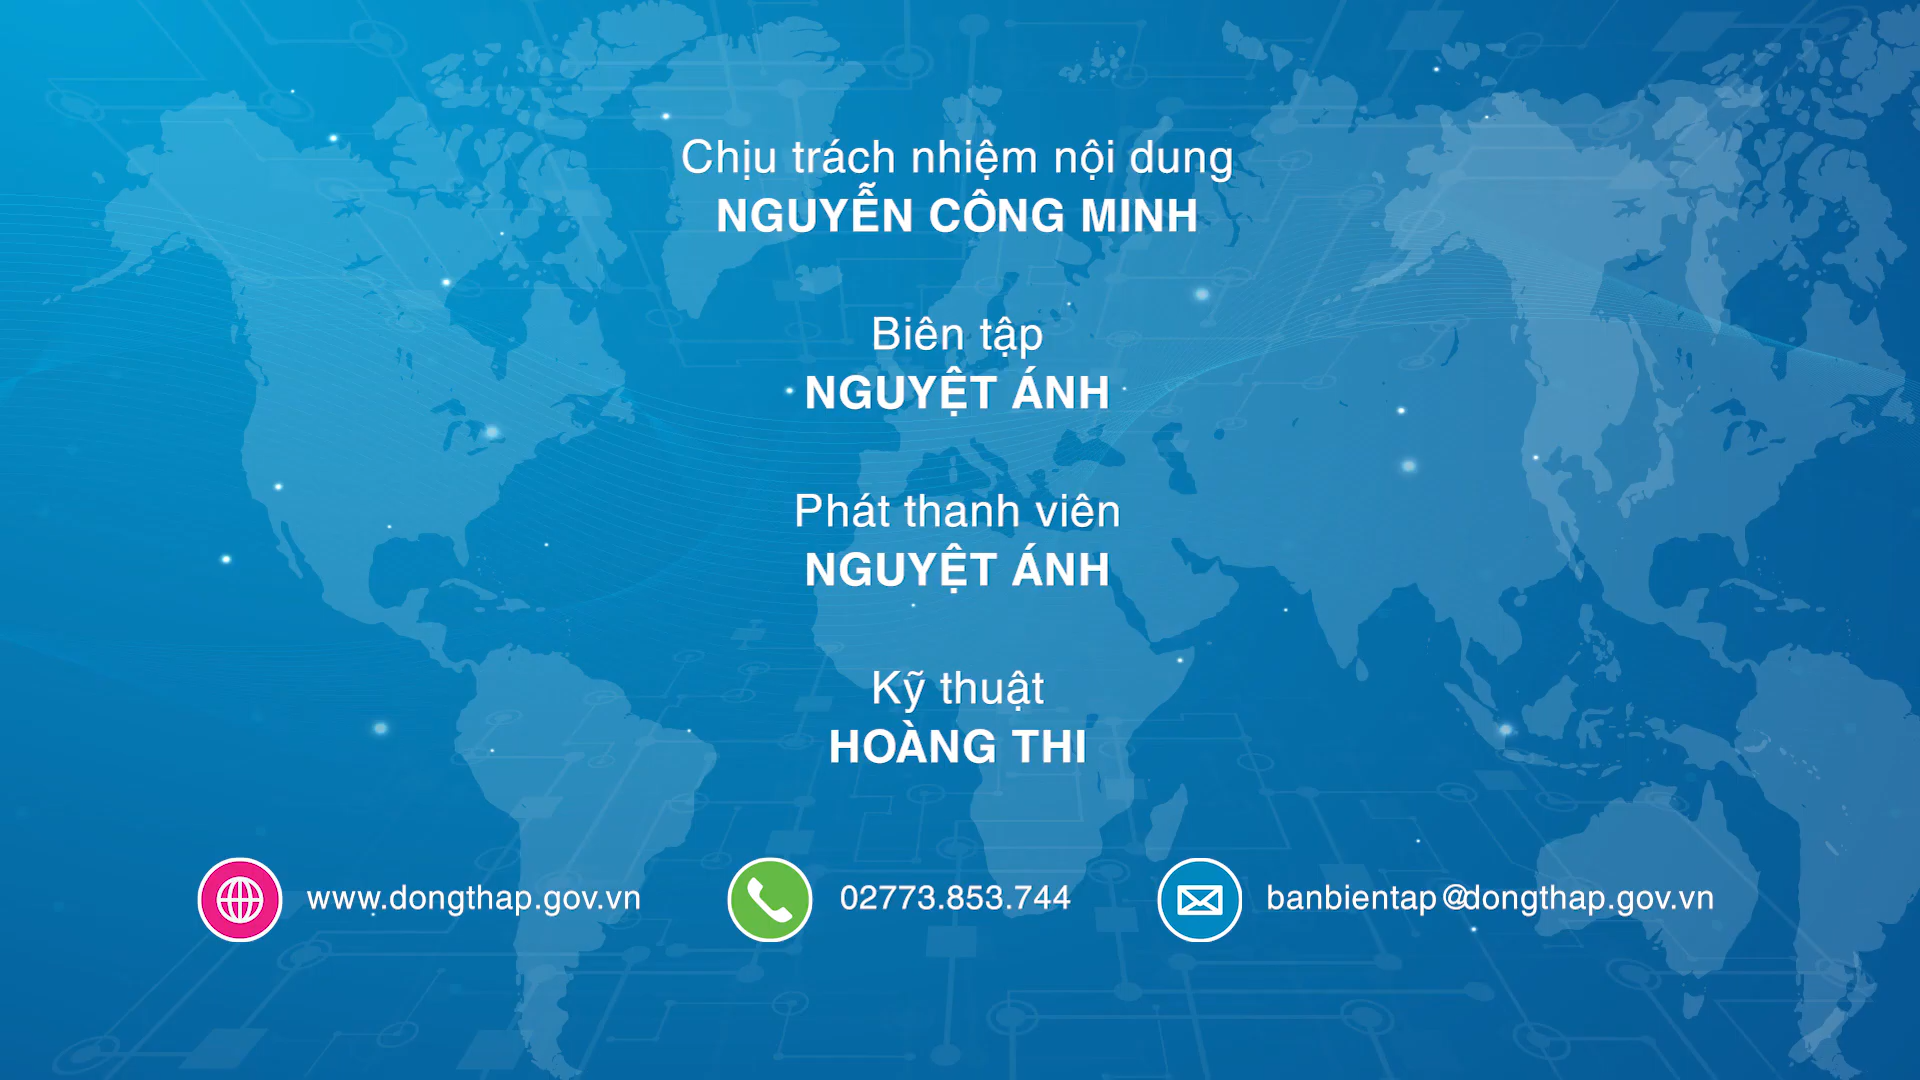 Chịu trách nhiệm nội dung
NGUYỄN CÔNG MINH
Biên tập
NGUYỆT ÁNH
Phát thanh viên
NGUYỆT ÁNH
Kỹ thuật
HOÀNG THI
www.dongthap.gov.vn
02773.853.744
banbientap@dongthap.gov.vn